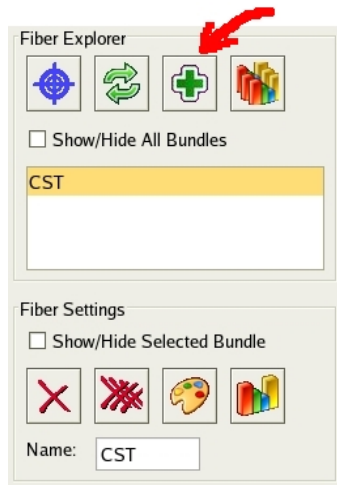 Fiber Explorer
Show/Hide All Bundles
CST
Fiber Settings
Show/Hide Selected Bundle
Name: CST